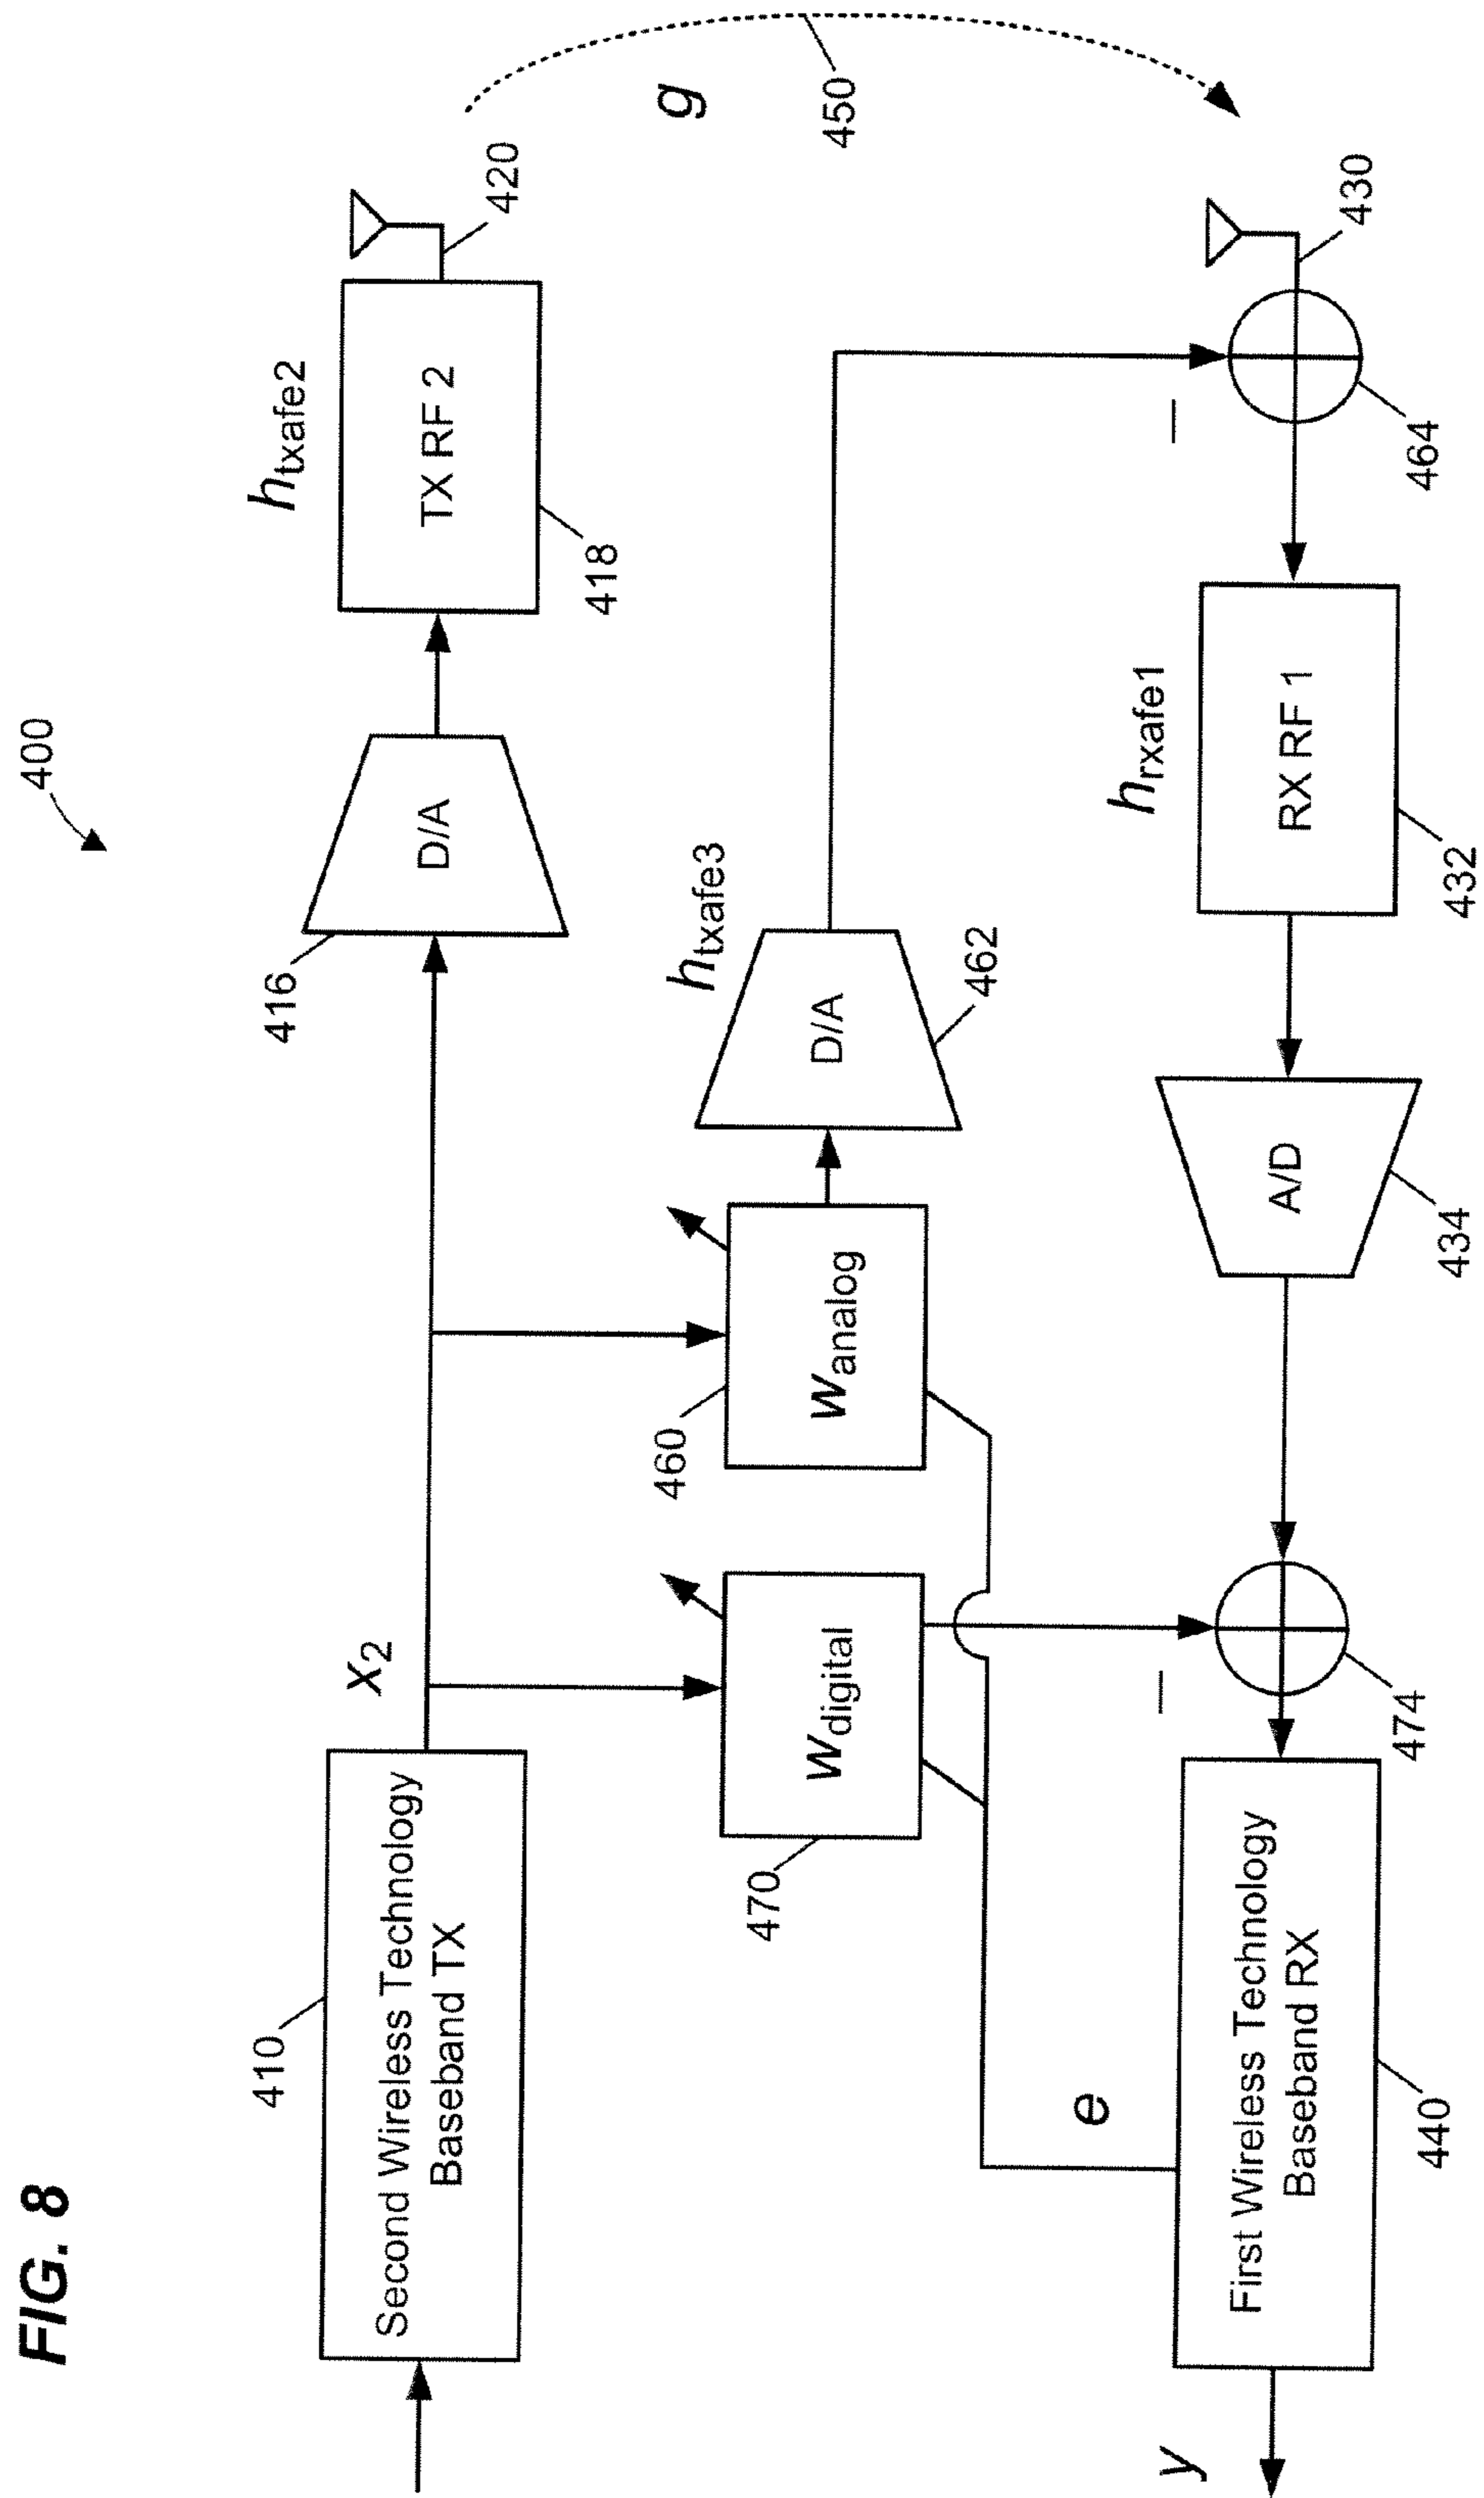 FIG. 8
400
410
Second Wireless Technology
Baseband TX
x2
416
D/A
htxafe2
TX RF 2
418
420
g
450
470
Wdigital
460
Wanalog
htxafe3
D/A
462
e
y
First Wireless Technology
Baseband RX
440
474
A/D
434
hrxafe1
RX RF 1
432
464
430
–
–